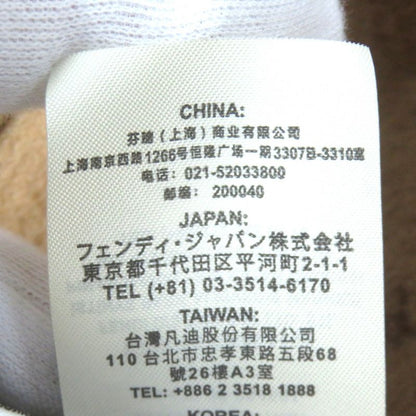 CHINA:
芬迪（上海）商业有限公司
上海南京西路1266号恒隆广场一期3307B-3310室
电话: 021-52033800
邮编: 200040
JAPAN:
フェンディ・ジャパン株式会社
東京都千代田区平河町2-1-1
TEL (+81) 03-3514-6170
TAIWAN:
台灣凡迪股份有限公司
110 台北市忠孝東路五段68
號26樓A3室
TEL: +886 2 3518 1888
KOREA: